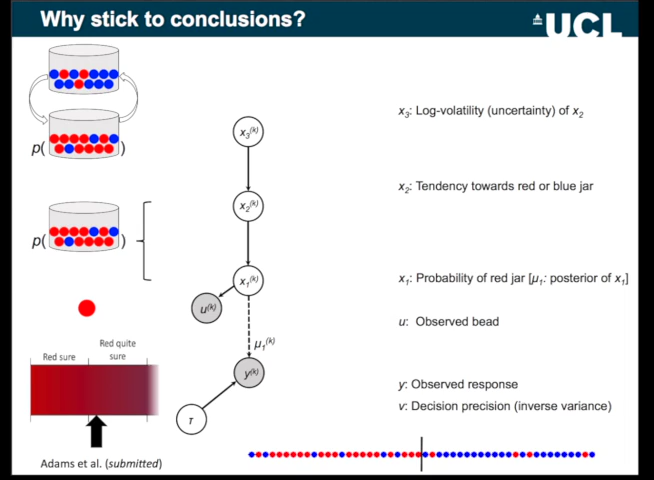 Why stick to conclusions?
UCL
p( )
x3(k)
x3: Log-volatility (uncertainty) of x2
x2(k)
x2: Tendency towards red or blue jar
p( )
x1(k)
x1: Probability of red jar [μ1: posterior of x1]
u(k)
u: Observed bead
μ1(k)
Red sure
Red quite
sure
y(k)
y: Observed response
τ
ν: Decision precision (inverse variance)
Adams et al. (submitted)